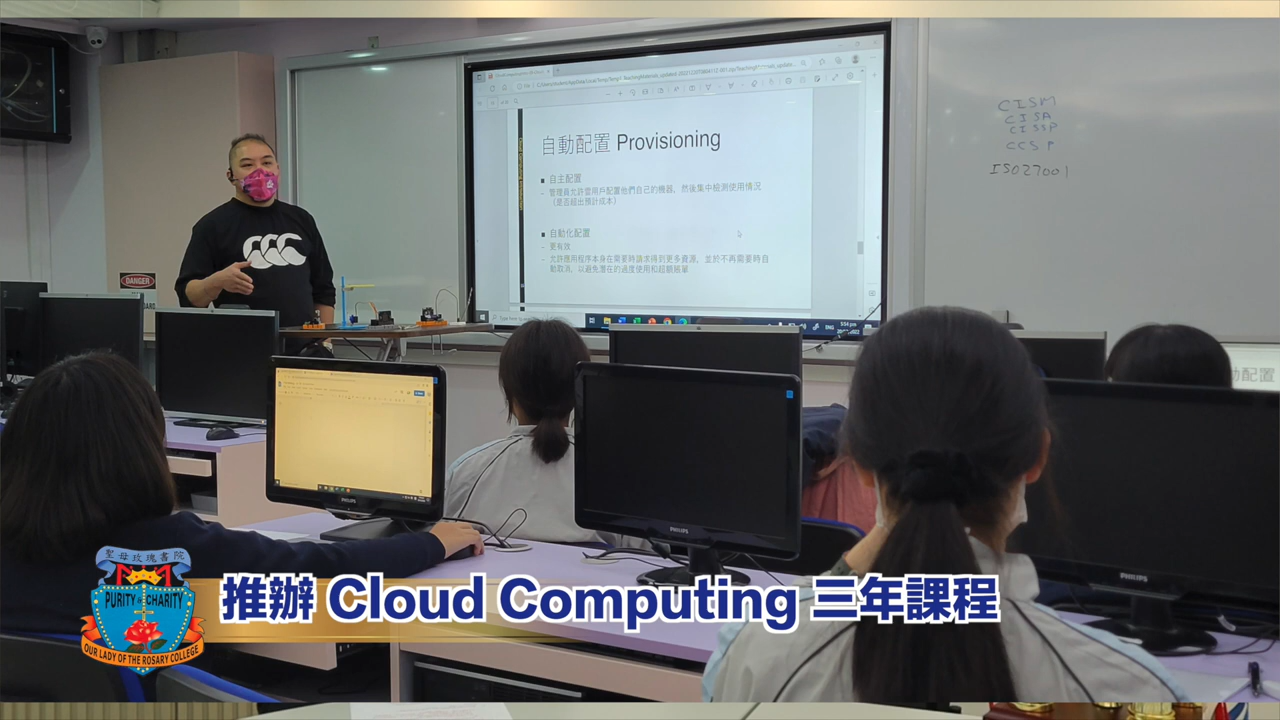 自動配置 Provisioning
自主配置
- 管理員允許雲用戶配置他們自己的機器，然後集中檢測使用情況
（是否超出預計成本）
自動化配置
- 更有效
- 允許應用程序本身在需要時請求得到更多資源，並於不再需要時自
動取消，以避免潛在的過度使用和超額賬單
CISM
CISA
CISSP
CCSP
ISO27001
CCC
DANGER
動配置
PHILIPS
PHILIPS
PHILIPS
聖母玫瑰書院
PURITY CHARITY
OUR LADY OF THE ROSARY COLLEGE
推辦 Cloud Computing 三年課程